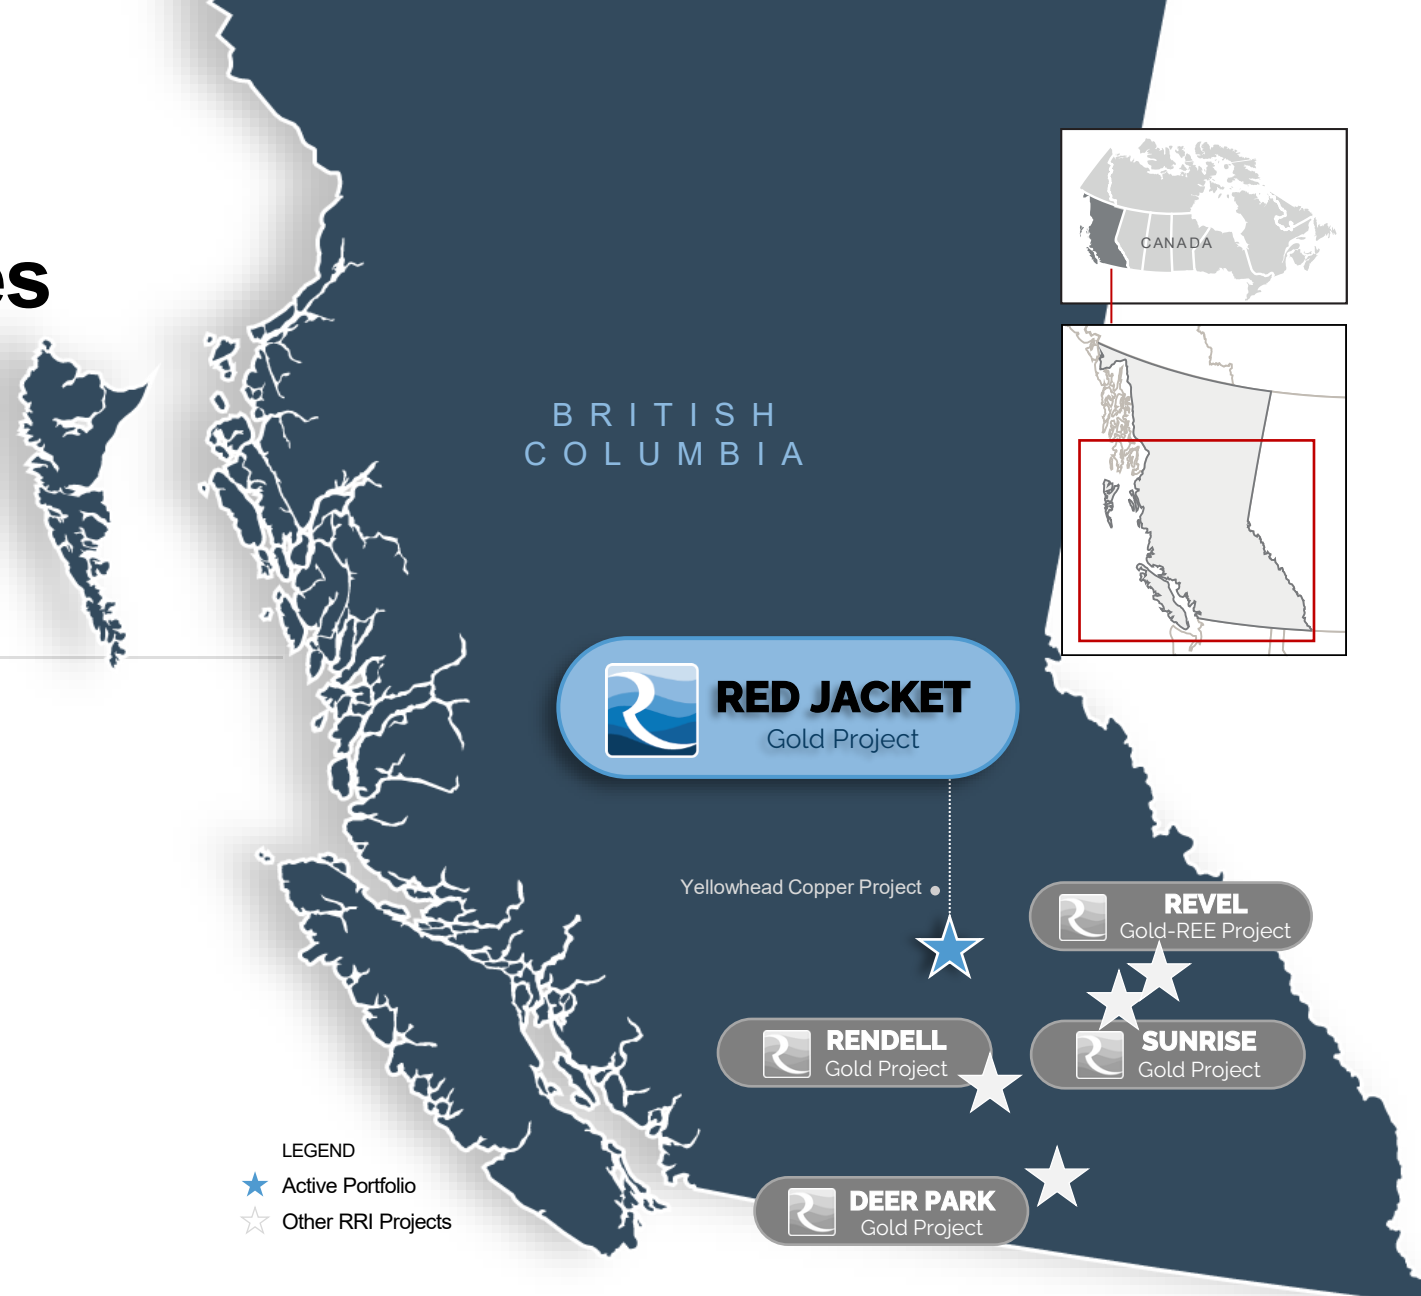 es
CANADA
BRITISH
COLUMBIA
RED JACKET
Gold Project
Yellowhead Copper Project
REVEL
Gold-REE Project
RENDELL
Gold Project
SUNRISE
Gold Project
DEER PARK
Gold Project
LEGEND
Active Portfolio
Other RRI Projects